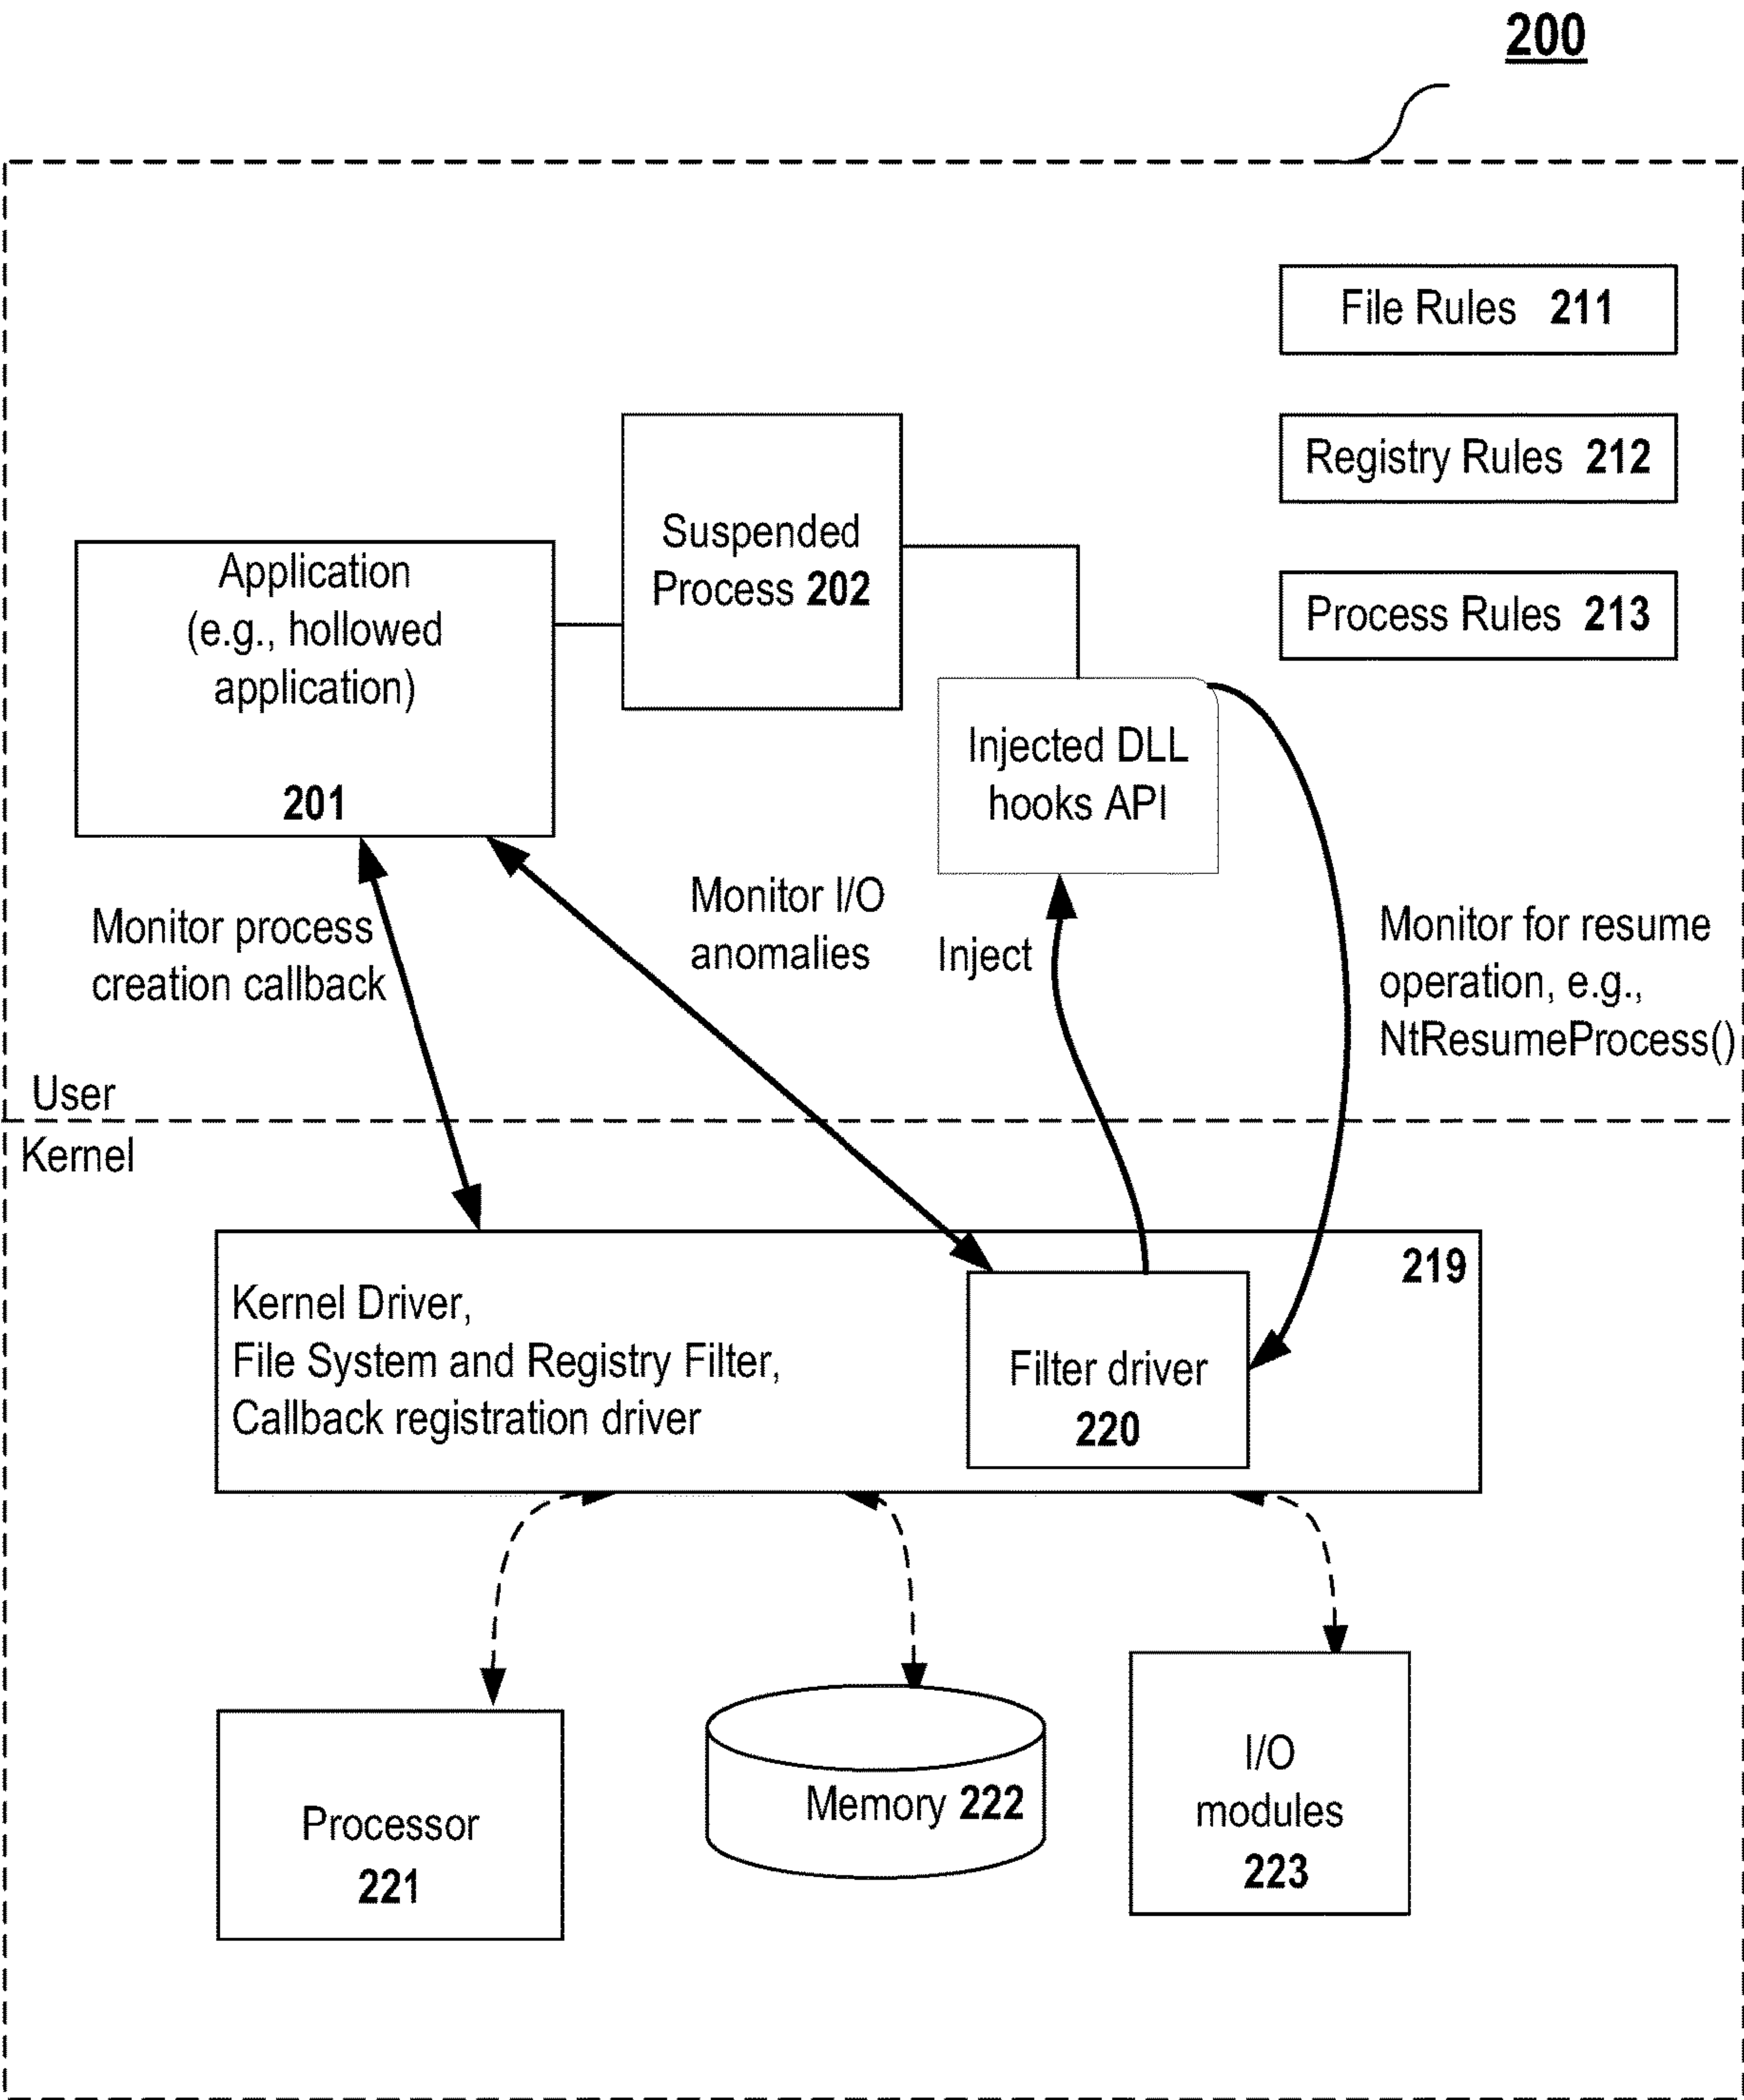 200
File Rules 211
Registry Rules 212
Process Rules 213
Suspended
Process 202
Application
(e.g., hollowed
application)
201
Injected DLL
hooks API
Monitor process
creation callback
Monitor I/O
anomalies
Inject
Monitor for resume
operation, e.g.,
NtResumeProcess()
User
Kernel
219
Kernel Driver,
File System and Registry Filter,
Callback registration driver
Filter driver
220
Processor
221
Memory 222
I/O
modules
223